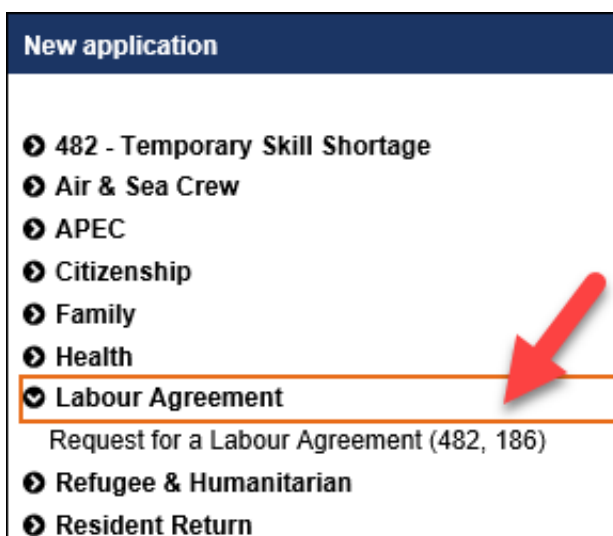 New application
482 - Temporary Skill Shortage
Air & Sea Crew
APEC
Citizenship
Family
Health
Labour Agreement
Request for a Labour Agreement (482, 186)
Refugee & Humanitarian
Resident Return